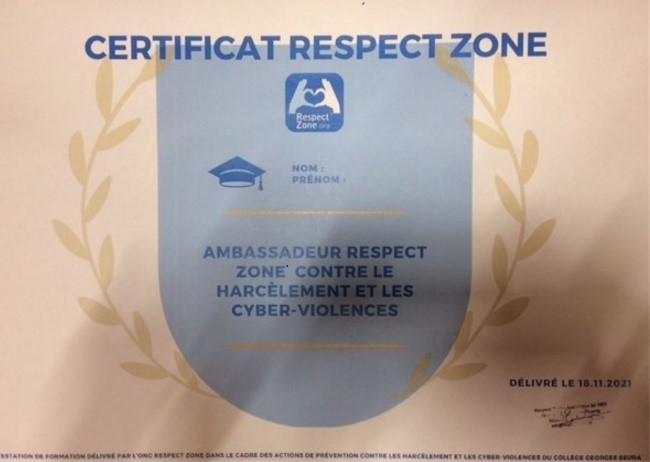 CERTIFICAT RESPECT ZONE
Respect
Zone.org
NOM :
PRÉNOM :
AMBASSADEUR RESPECT
ZONE CONTRE LE
HARCÈLEMENT ET LES
CYBER-VIOLENCES
DÉLIVRÉ LE 18.11.2021
TESTATION DE FORMATION DÉLIVRÉ PAR L'ONG RESPECT ZONE DANS LE CADRE DES ACTIONS DE PRÉVENTION CONTRE LES HARCÈLEMENT ET LES CYBER-VIOLENCES DU COLLÈGE GEORGES